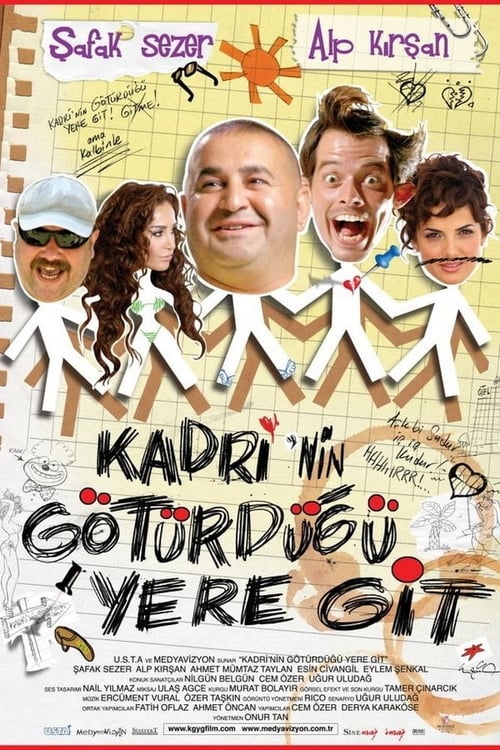 Şafak Sezer
Alp Kırşan
KADRİ'NİN GÖTÜRDÜĞÜ
YERE GİT! GİTME!
ama
Kalbinle
KADRİ'NİN
GÖTÜRDÜĞÜ
YERE GİT
U.S.T.A VE MEDYAVİZYON SUNAR "KADRİ'NİN GÖTÜRDÜĞÜ YERE GİT"
ŞAFAK SEZER ALP KIRŞAN AHMET MÜMTAZ TAYLAN ESİN CİVANGİL EYLEM ŞENKAL
KONUK SANATÇILAR NİLGÜN BELGÜN CEM ÖZER UĞUR ULUDAĞ
SES TASARIMI NAİL YILMAZ MİKSAJ ULAŞ AGCE KURGU MURAT BOLAYIR GÖRSEL EFEKT VE SON KURGU TAMER ÇINARCIK
MÜZİK ERCÜMENT VURAL ÖZER TAŞKIN GÖRÜNTÜ YÖNETMENİ RICO SENARYO UĞUR ULUDAĞ
ORTAK YAPIMCILAR FATİH OFLAZ AHMET ÖNCAN YAPIMCILAR CEM ÖZER DERYA KARAKÖSE
YÖNETMEN ONUR TAN
USTA MEDYAVİZYON www.kgygfilm.com www.medyavizyon.com.tr